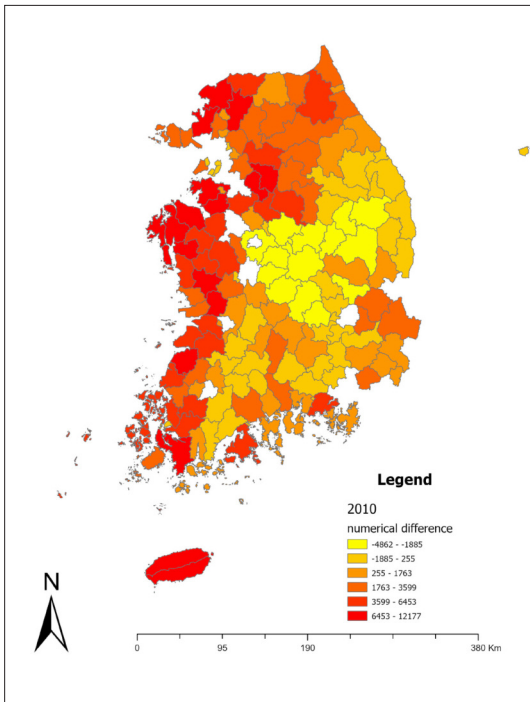 Legend
2010
numerical difference
-4862 - -1885
-1885 - 255
255 - 1763
1763 - 3599
3599 - 6453
6453 - 12177
N
0 95 190 380 Km